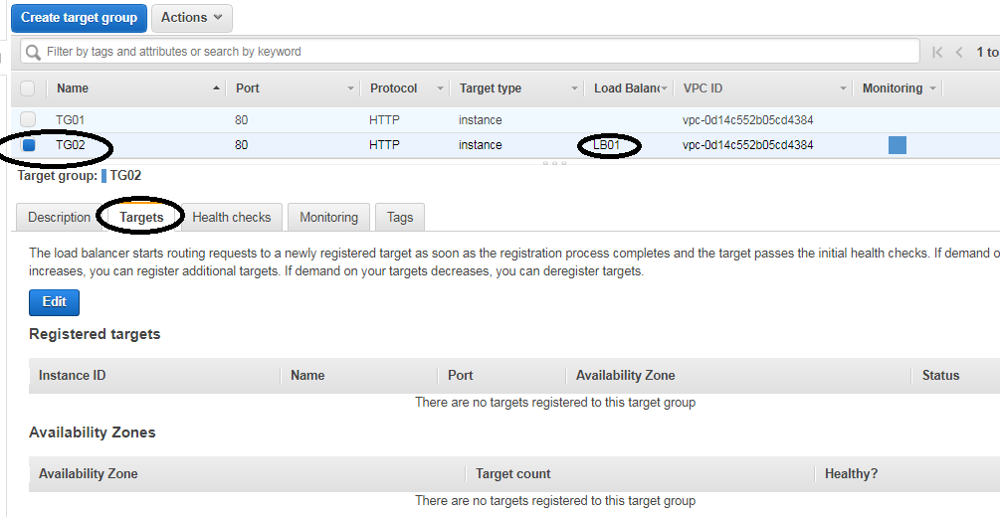 Create target group Actions
Filter by tags and attributes or search by keyword 1 to
Name Port Protocol Target type Load Balanc VPC ID Monitoring
TG01 80 HTTP instance vpc-0d14c552b05cd4384
TG02 80 HTTP instance LB01 vpc-0d14c552b05cd4384
Target group: TG02
Description Targets Health checks Monitoring Tags
The load balancer starts routing requests to a newly registered target as soon as the registration process completes and the target passes the initial health checks. If demand o
increases, you can register additional targets. If demand on your targets decreases, you can deregister targets.
Edit
Registered targets
Instance ID Name Port Availability Zone Status
There are no targets registered to this target group
Availability Zones
Availability Zone Target count Healthy?
There are no targets registered to this target group